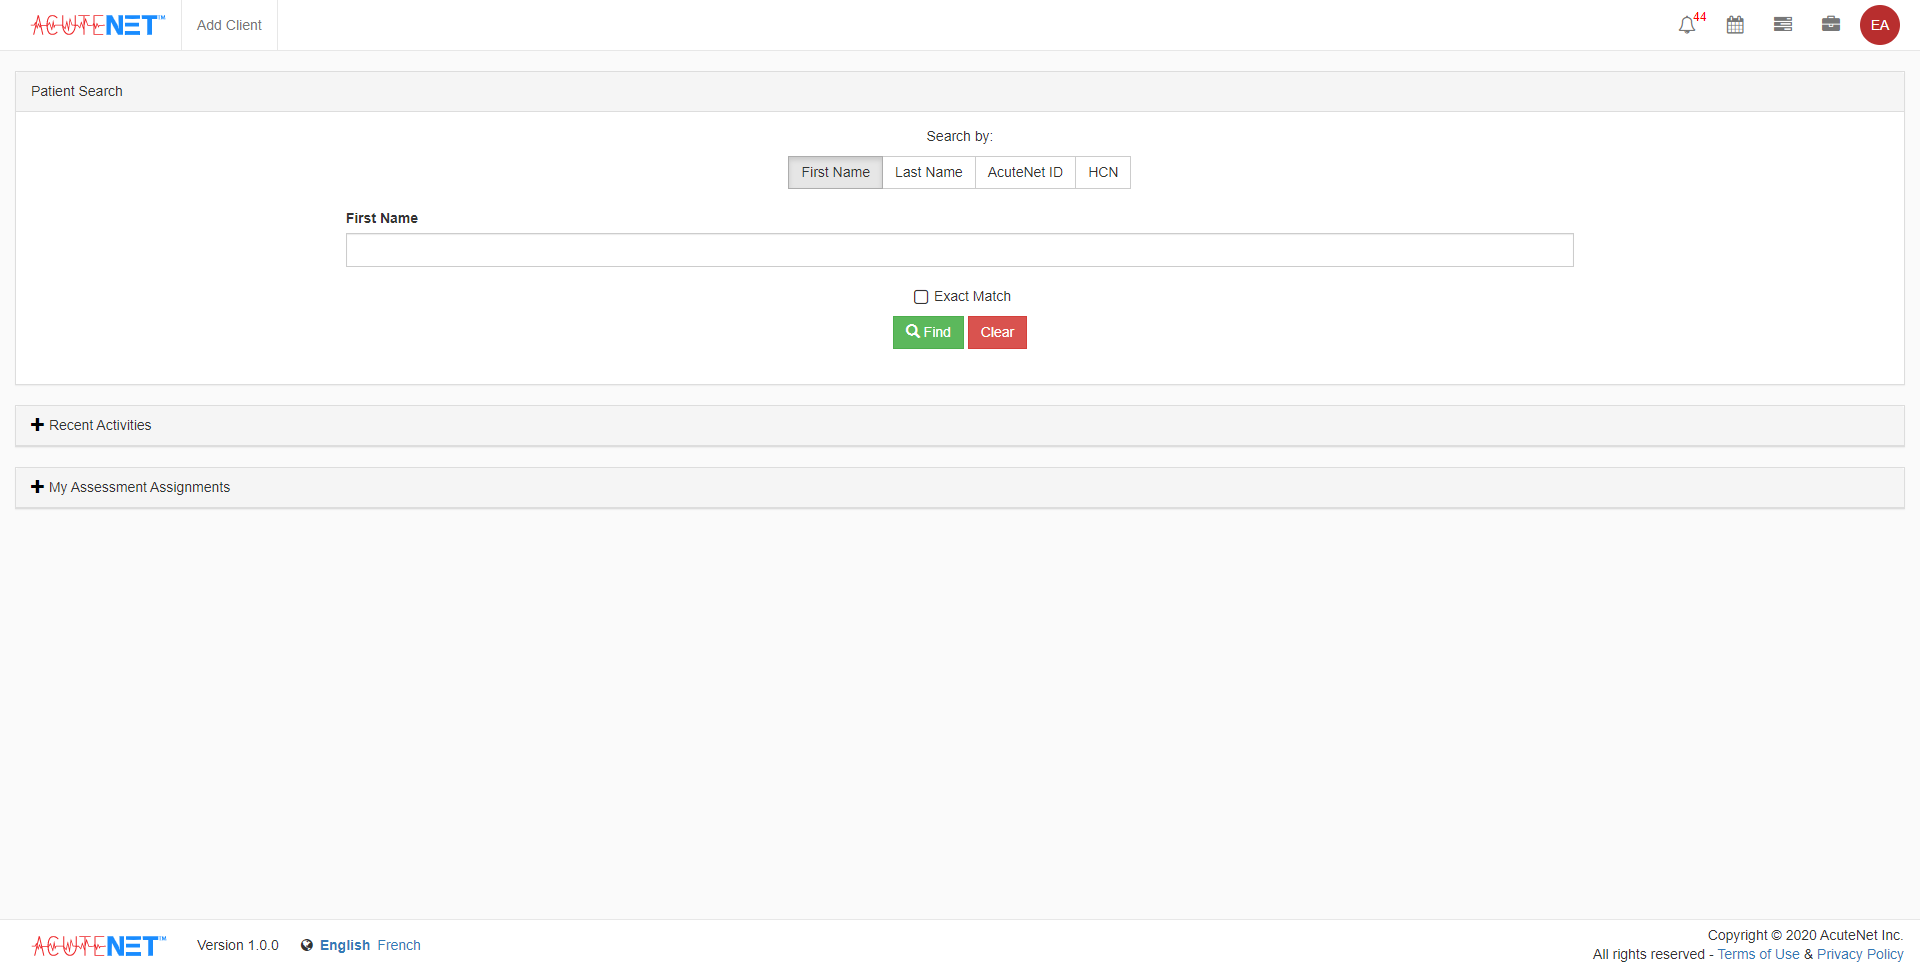 ACUTENET™ Add Client 44 EA
Patient Search
Search by:
First Name Last Name AcuteNet ID HCN
First Name
Exact Match
Find Clear
Recent Activities
My Assessment Assignments
ACUTENET™ Version 1.0.0 English French
Copyright © 2020 AcuteNet Inc.
All rights reserved - Terms of Use & Privacy Policy